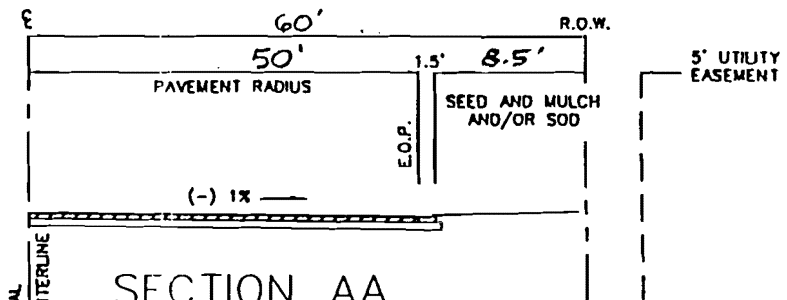 ℄ 60' R.O.W.
50' 1.5' 8.5' 5' UTILITY
EASEMENT
PAVEMENT RADIUS
SEED AND MULCH
AND/OR SOD
E.O.P.
(-) 1%
SECTION AA